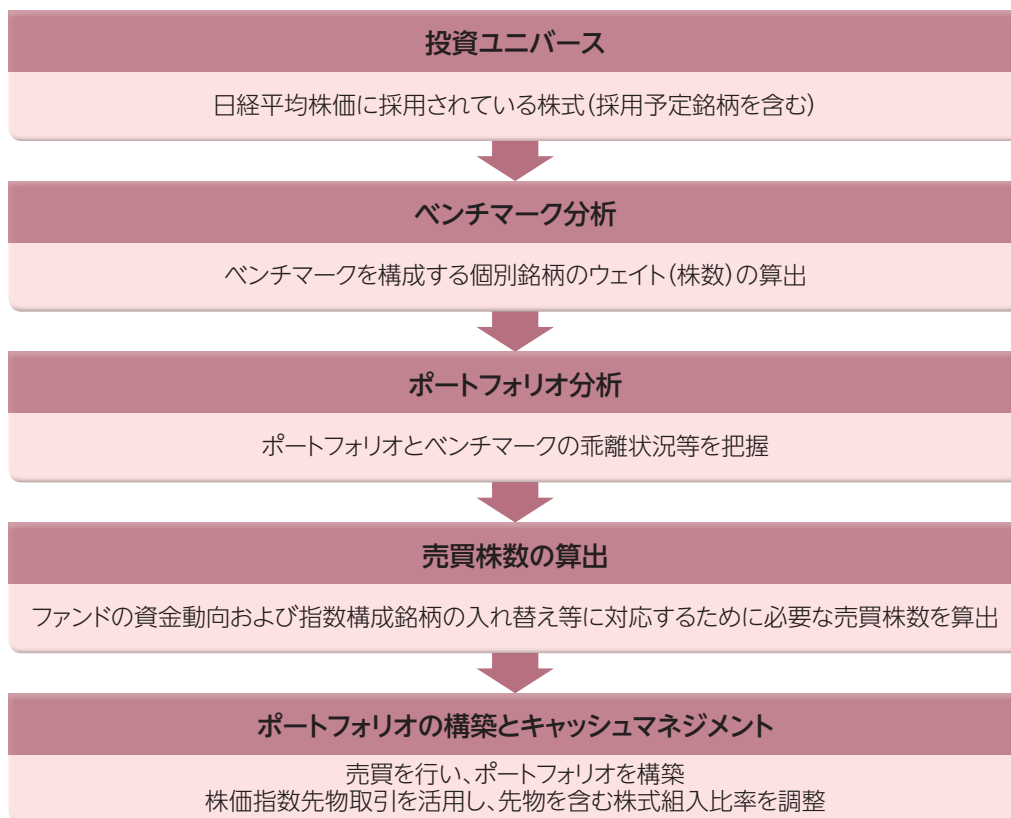 投資ユニバース
日経平均株価に採用されている株式(採用予定銘柄を含む)
ベンチマーク分析
ベンチマークを構成する個別銘柄のウェイト(株数)の算出
ポートフォリオ分析
ポートフォリオとベンチマークの乖離状況等を把握
売買株数の算出
ファンドの資金動向および指数構成銘柄の入れ替え等に対応するために必要な売買株数を算出
ポートフォリオの構築とキャッシュマネジメント
売買を行い、ポートフォリオを構築
株価指数先物取引を活用し、先物を含む株式組入比率を調整